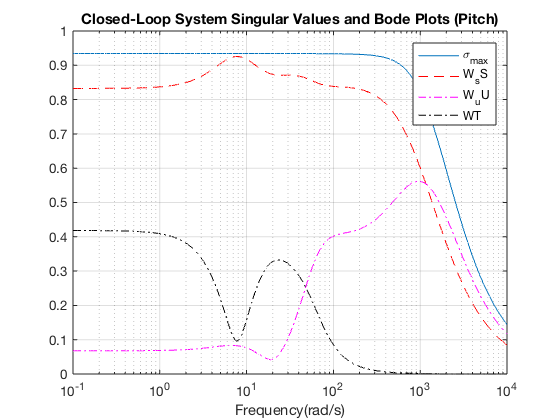 Closed-Loop System Singular Values and Bode Plots (Pitch)
1
0.9
0.8
0.7
0.6
0.5
0.4
0.3
0.2
0.1
0
σmax
WsS
WuU
WT
10-1 100 101 102 103 104
Frequency(rad/s)